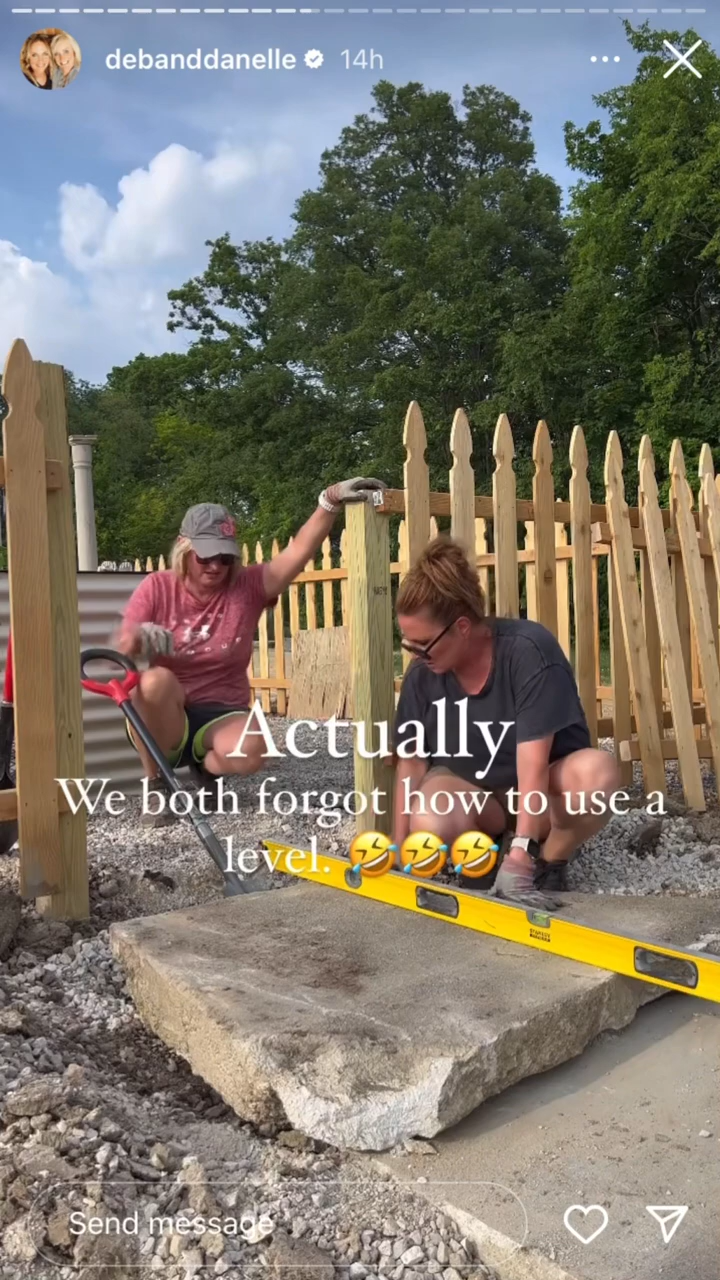 debanddanelle 14h
Actually
We both forgot how to use a
level. 🤣🤣🤣
Send message